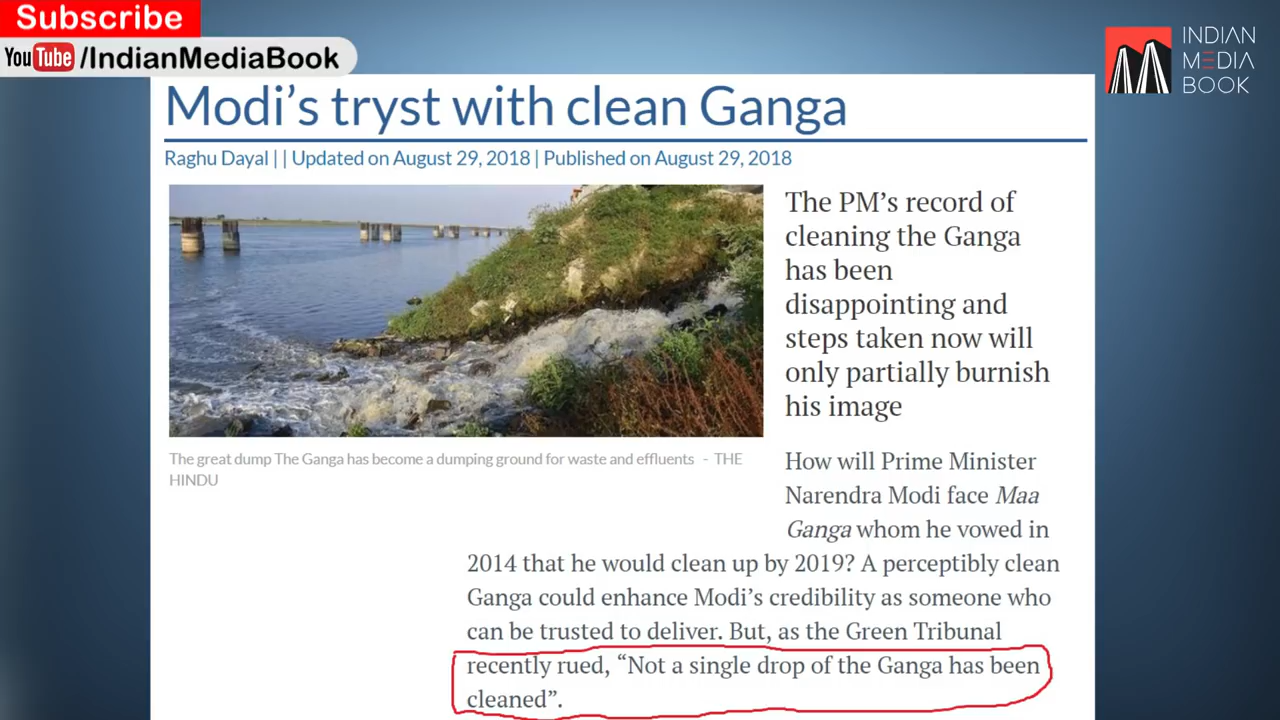 Subscribe
YouTube /IndianMediaBook
INDIAN
MEDIA
BOOK
Modi's tryst with clean Ganga
Raghu Dayal | | Updated on August 29, 2018 | Published on August 29, 2018
The PM's record of
cleaning the Ganga
has been
disappointing and
steps taken now will
only partially burnish
his image
The great dump The Ganga has become a dumping ground for waste and effluents - THE
HINDU
How will Prime Minister
Narendra Modi face Maa
Ganga whom he vowed in
2014 that he would clean up by 2019? A perceptibly clean
Ganga could enhance Modi's credibility as someone who
can be trusted to deliver. But, as the Green Tribunal
recently rued, “Not a single drop of the Ganga has been
cleaned”.